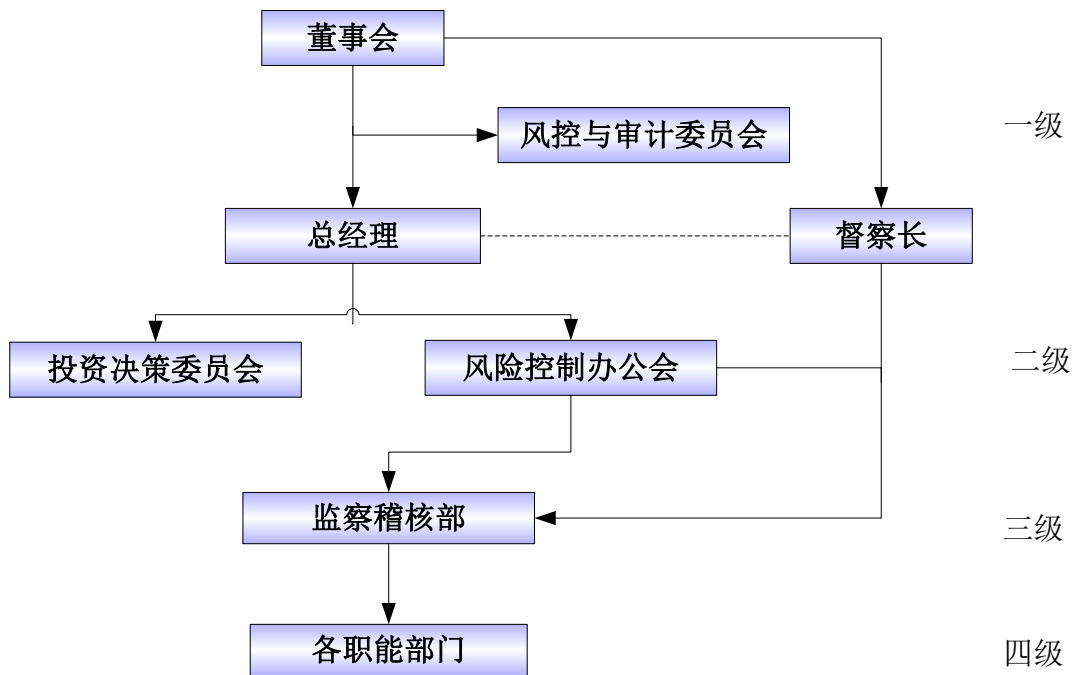 董事会
风控与审计委员会
一级
总经理
督察长
投资决策委员会
风险控制办公会
二级
监察稽核部
三级
各职能部门
四级